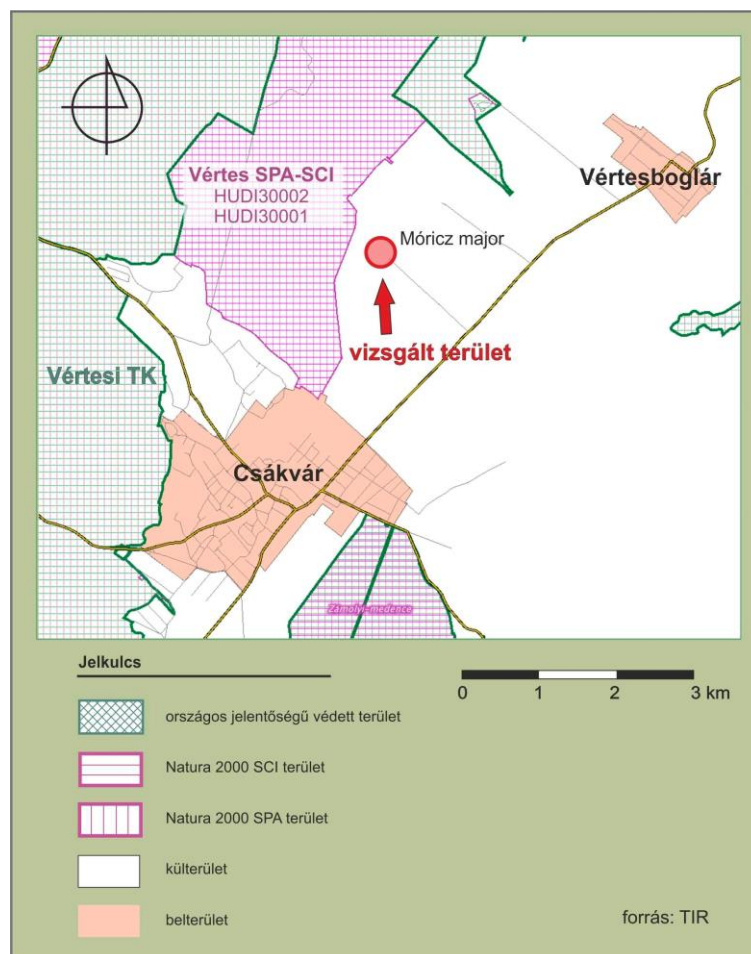 Vértes SPA-SCI
HUDI30002
HUDI30001
Vértesboglár
Móricz major
vizsgált terület
Vértesi TK
Csákvár
Zámolyi-medence
Jelkulcs
0 1 2 3 km
országos jelentőségű védett terület
Natura 2000 SCI terület
Natura 2000 SPA terület
külterület
belterület
forrás: TIR